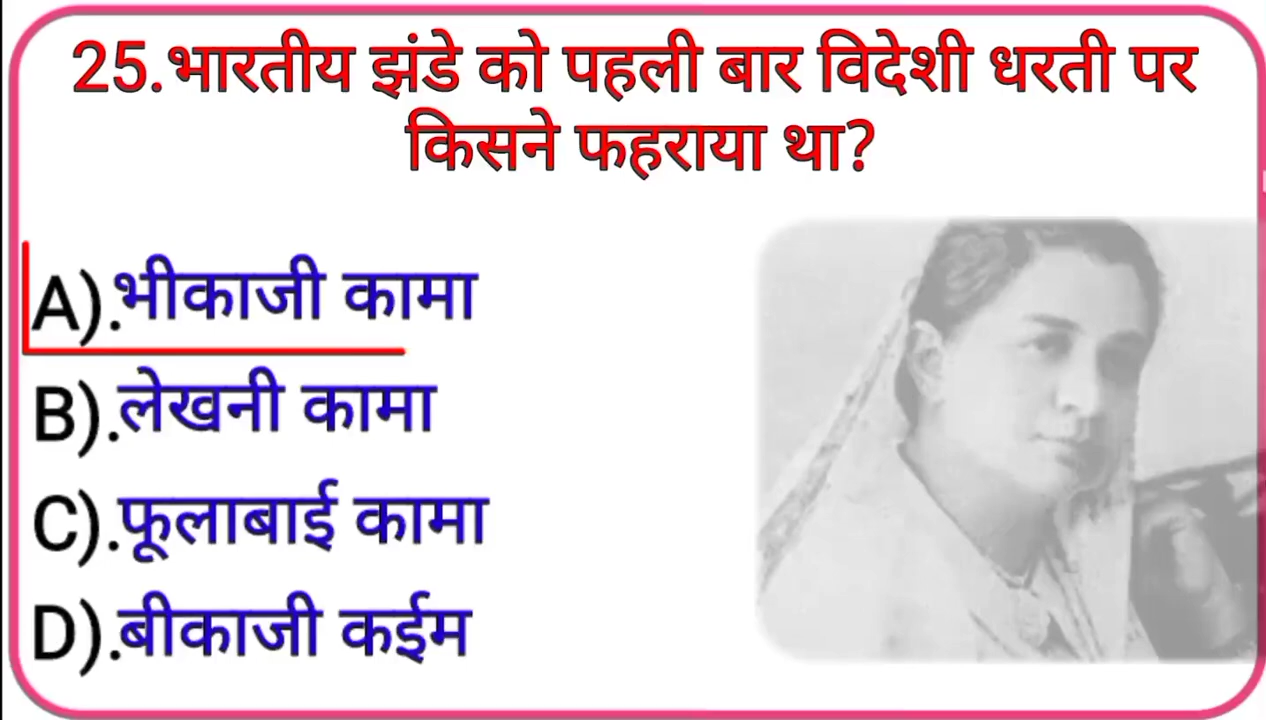 25.भारतीय झंडे को पहली बार विदेशी धरती पर
किसने फहराया था?
A).भीकाजी कामा
B).लेखनी कामा
C).फूलाबाई कामा
D).बीकाजी कईम